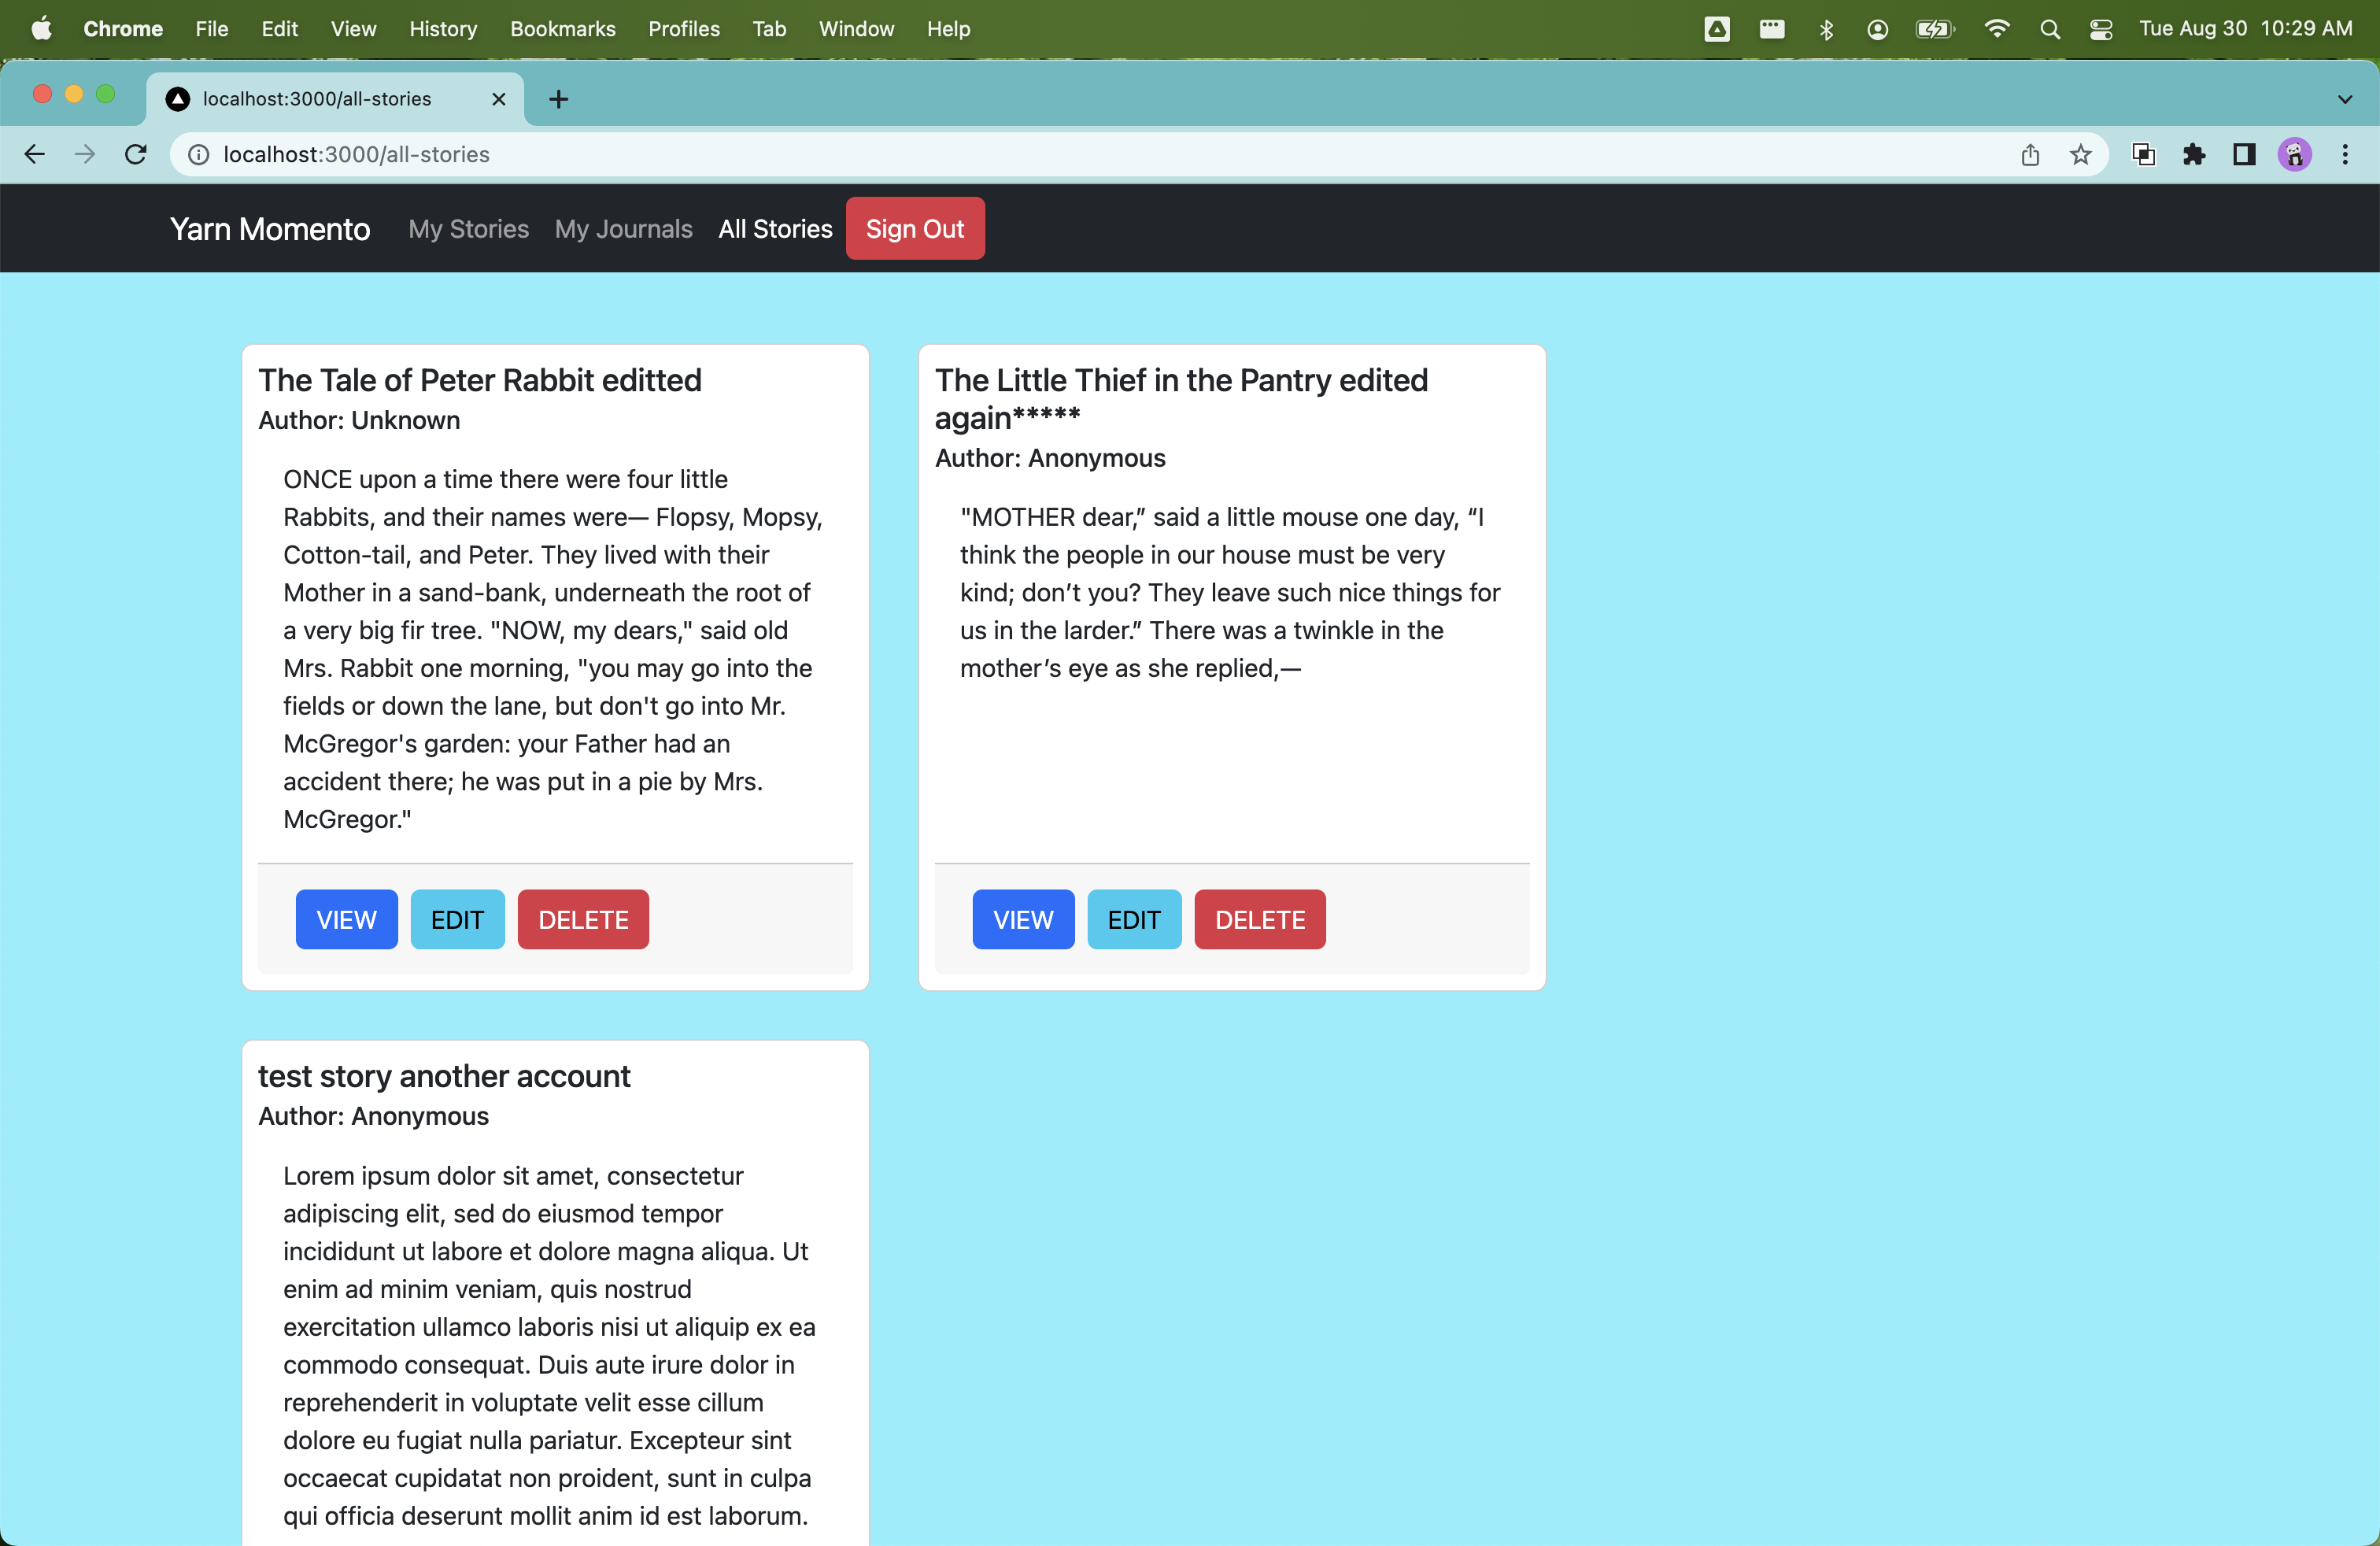 Chrome File Edit View History Bookmarks Profiles Tab Window Help Tue Aug 30 10:29 AM
localhost:3000/all-stories
localhost:3000/all-stories
Yarn Momento My Stories My Journals All Stories Sign Out
The Tale of Peter Rabbit editted
Author: Unknown
ONCE upon a time there were four little
Rabbits, and their names were— Flopsy, Mopsy,
Cotton-tail, and Peter. They lived with their
Mother in a sand-bank, underneath the root of
a very big fir tree. "NOW, my dears," said old
Mrs. Rabbit one morning, "you may go into the
fields or down the lane, but don't go into Mr.
McGregor's garden: your Father had an
accident there; he was put in a pie by Mrs.
McGregor."
VIEW EDIT DELETE
The Little Thief in the Pantry edited
again*****
Author: Anonymous
"MOTHER dear,” said a little mouse one day, “I
think the people in our house must be very
kind; don’t you? They leave such nice things for
us in the larder.” There was a twinkle in the
mother’s eye as she replied,—
VIEW EDIT DELETE
test story another account
Author: Anonymous
Lorem ipsum dolor sit amet, consectetur
adipiscing elit, sed do eiusmod tempor
incididunt ut labore et dolore magna aliqua. Ut
enim ad minim veniam, quis nostrud
exercitation ullamco laboris nisi ut aliquip ex ea
commodo consequat. Duis aute irure dolor in
reprehenderit in voluptate velit esse cillum
dolore eu fugiat nulla pariatur. Excepteur sint
occaecat cupidatat non proident, sunt in culpa
qui officia deserunt mollit anim id est laborum.